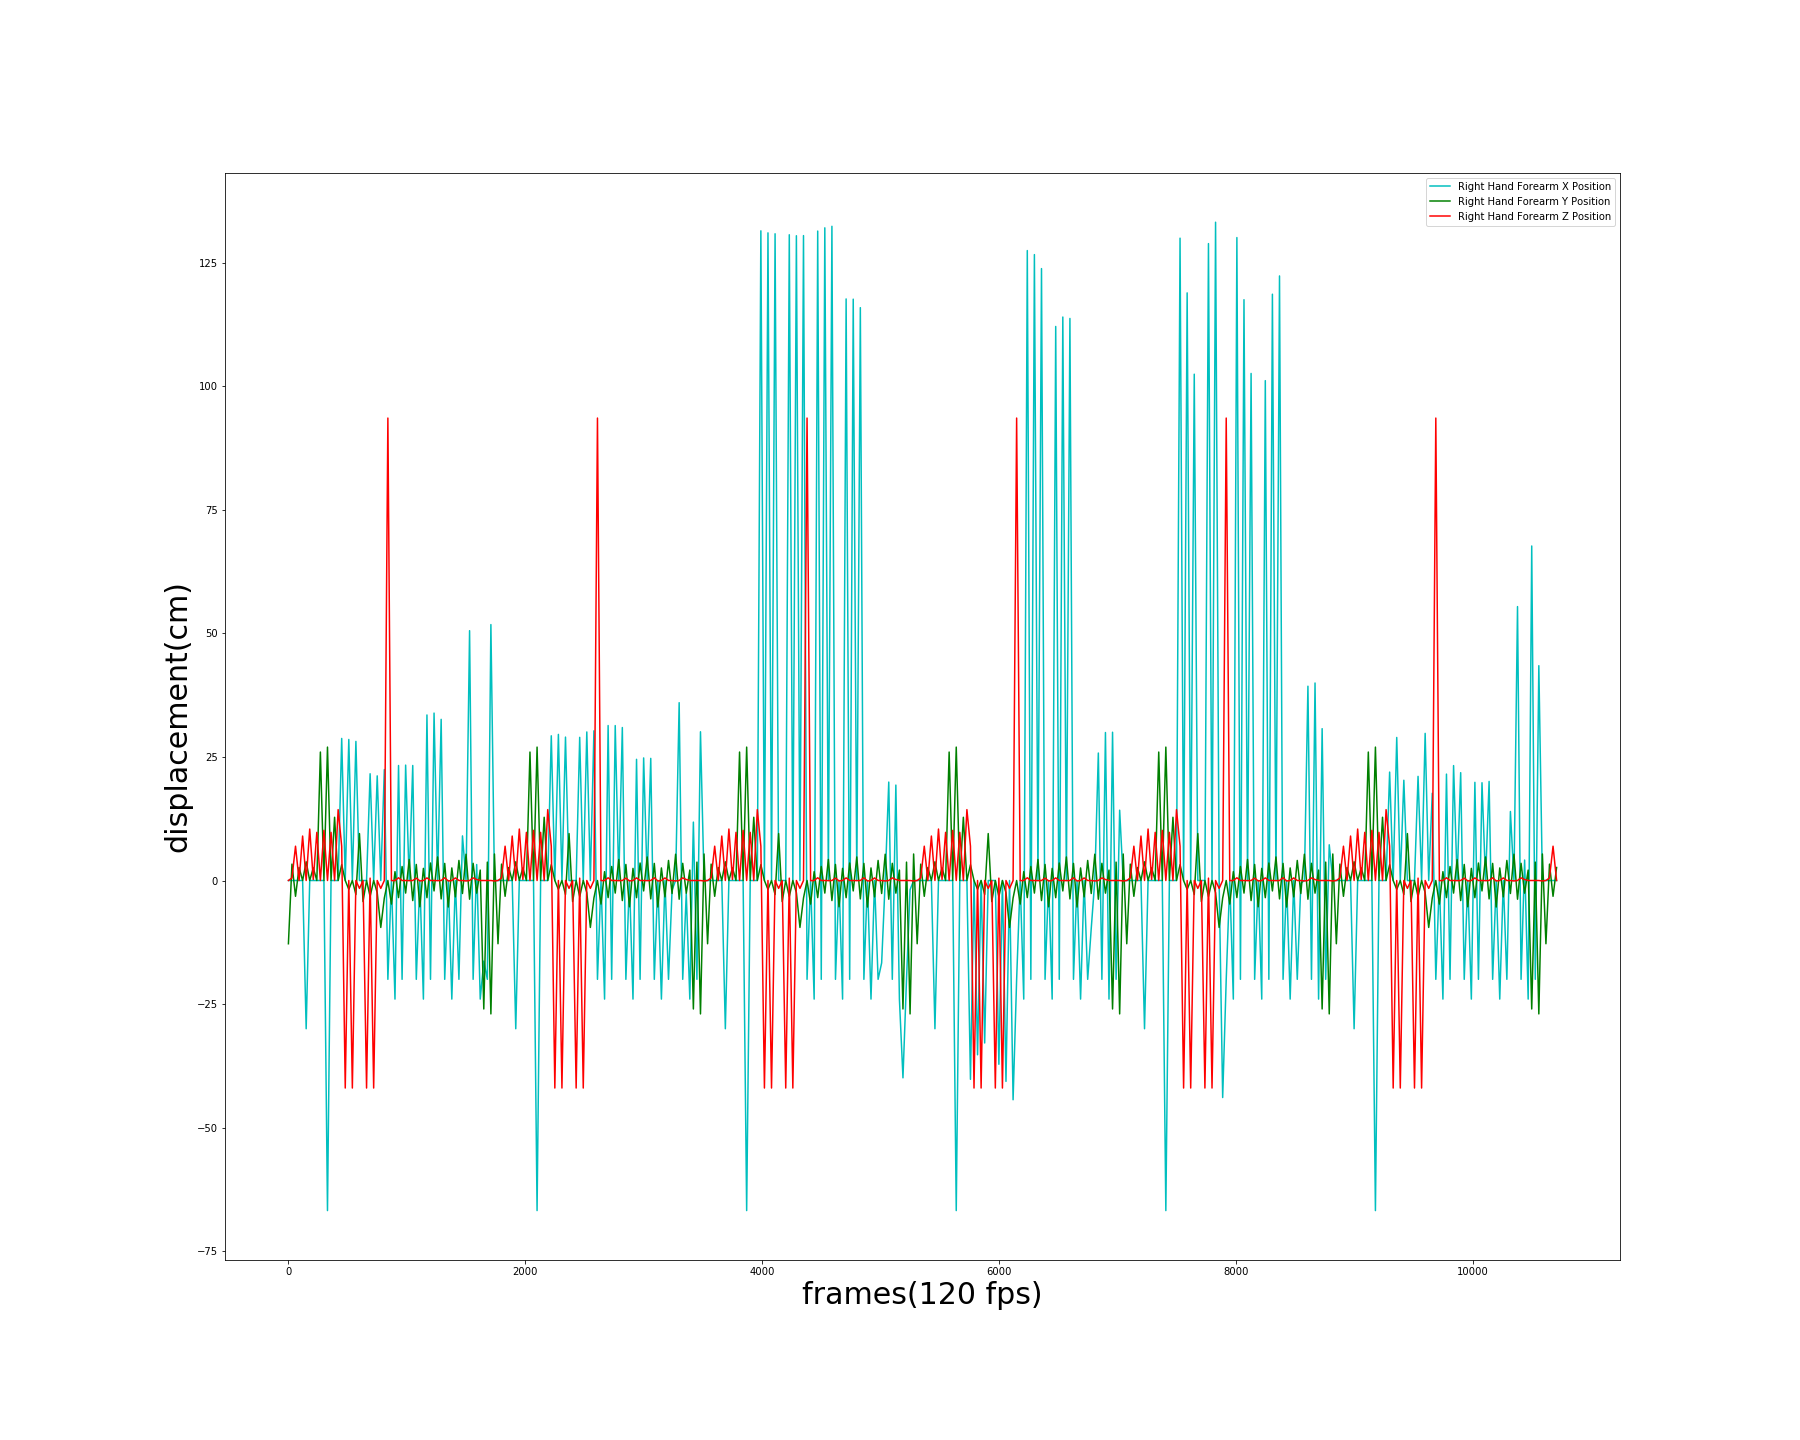 Right Hand Forearm X Position
Right Hand Forearm Y Position
Right Hand Forearm Z Position
125
100
75
50
25
0
−25
−50
−75
displacement(cm)
0 2000 4000 6000 8000 10000
frames(120 fps)